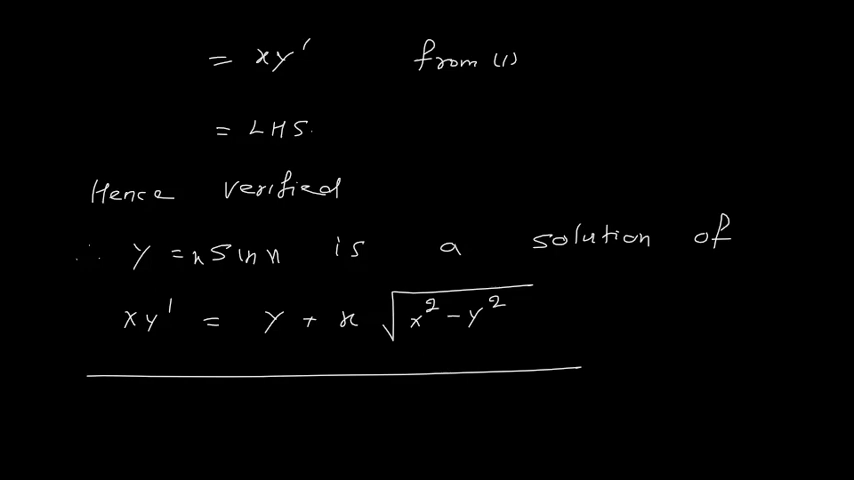 = xy' from (1)
= LHS.
Hence verified
∴ y = x sin x is a solution of
xy' = y + x √(x² - y²)